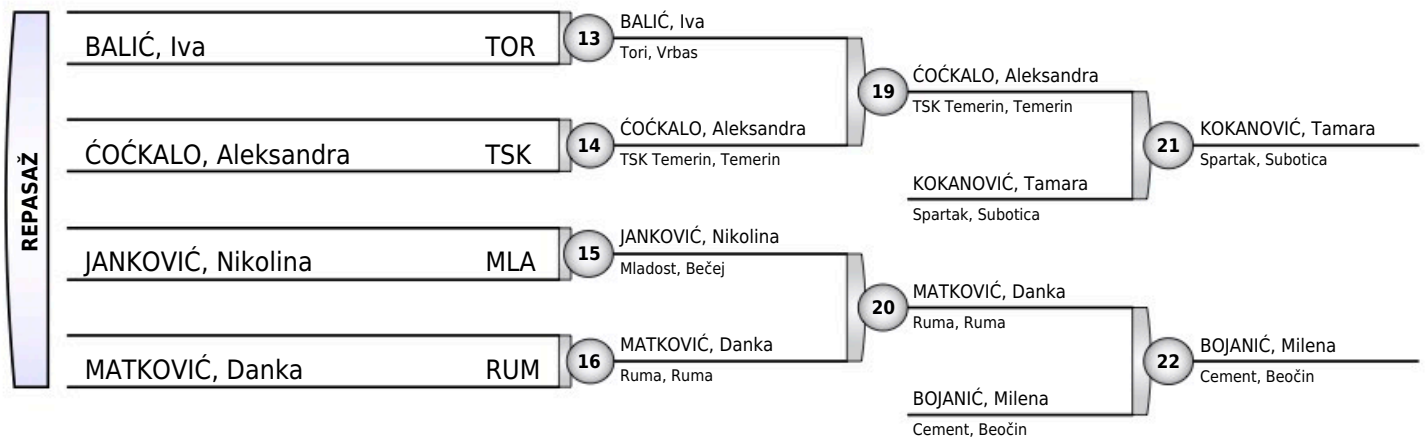 REPASAŽ
BALIĆ, Iva TOR
ĆOĆKALO, Aleksandra TSK
JANKOVIĆ, Nikolina MLA
MATKOVIĆ, Danka RUM
13
BALIĆ, Iva
Tori, Vrbas
14
ĆOĆKALO, Aleksandra
TSK Temerin, Temerin
15
JANKOVIĆ, Nikolina
Mladost, Bečej
16
MATKOVIĆ, Danka
Ruma, Ruma
19
ĆOĆKALO, Aleksandra
TSK Temerin, Temerin
KOKANOVIĆ, Tamara
Spartak, Subotica
20
MATKOVIĆ, Danka
Ruma, Ruma
BOJANIĆ, Milena
Cement, Beočin
21
KOKANOVIĆ, Tamara
Spartak, Subotica
22
BOJANIĆ, Milena
Cement, Beočin